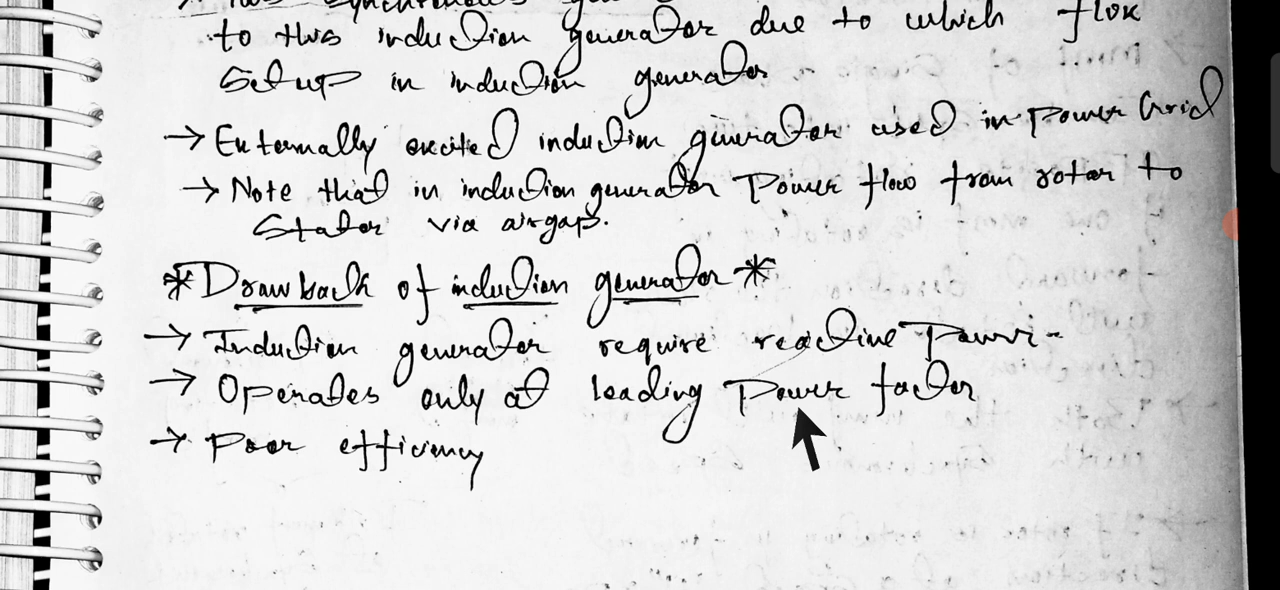 to this induction generator due to which flux
Setup in induction generator
→ Externally excited induction generator used in power Grid
→ Note that in induction generator Power flow from rotor to
Stator via airgap.
*Drawback of induction generator*
→ Induction generator require reactive Power.
→ Operates only at leading Power factor
→ Poor efficiency